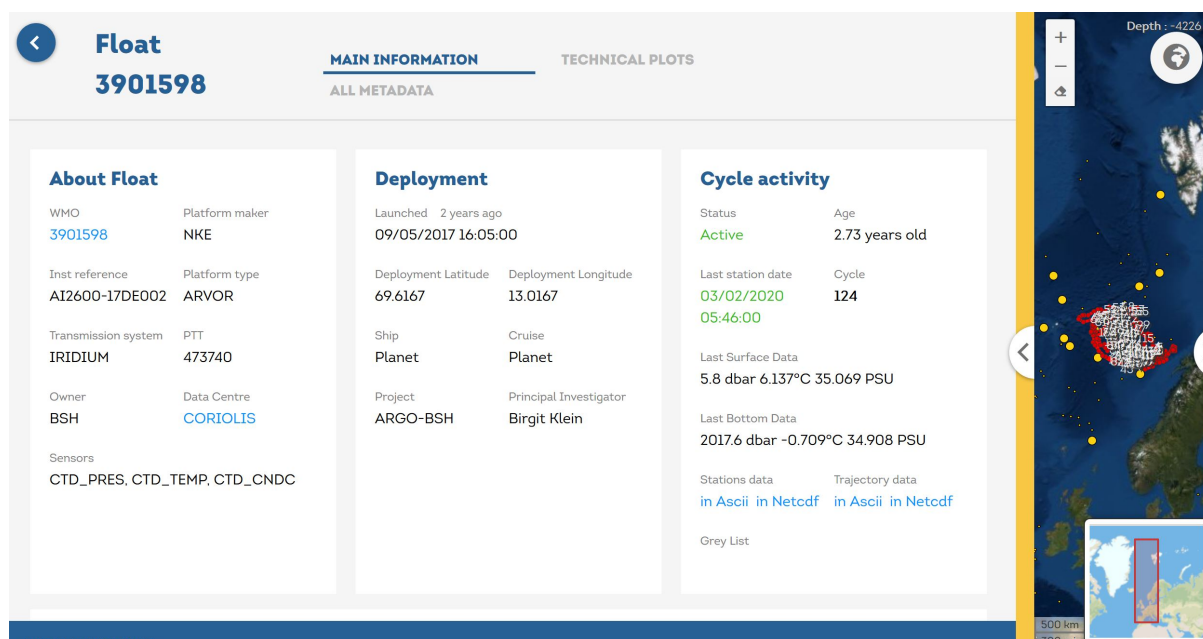 Float
3901598
MAIN INFORMATION
TECHNICAL PLOTS
ALL METADATA
About Float
WMO
Platform maker
3901598
NKE
Inst reference
Platform type
AI2600-17DE002
ARVOR
Transmission system
PTT
IRIDIUM
473740
Owner
Data Centre
BSH
CORIOLIS
Sensors
CTD_PRES, CTD_TEMP, CTD_CNDC
Deployment
Launched 2 years ago
09/05/2017 16:05:00
Deployment Latitude
Deployment Longitude
69.6167
13.0167
Ship
Cruise
Planet
Planet
Project
Principal Investigator
ARGO-BSH
Birgit Klein
Cycle activity
Status
Age
Active
2.73 years old
Last station date
Cycle
03/02/2020
124
05:46:00
Last Surface Data
5.8 dbar 6.137°C 35.069 PSU
Last Bottom Data
2017.6 dbar -0.709°C 34.908 PSU
Stations data
Trajectory data
in Ascii in Netcdf
in Ascii in Netcdf
Grey List
Depth : -4226
+
−
500 km